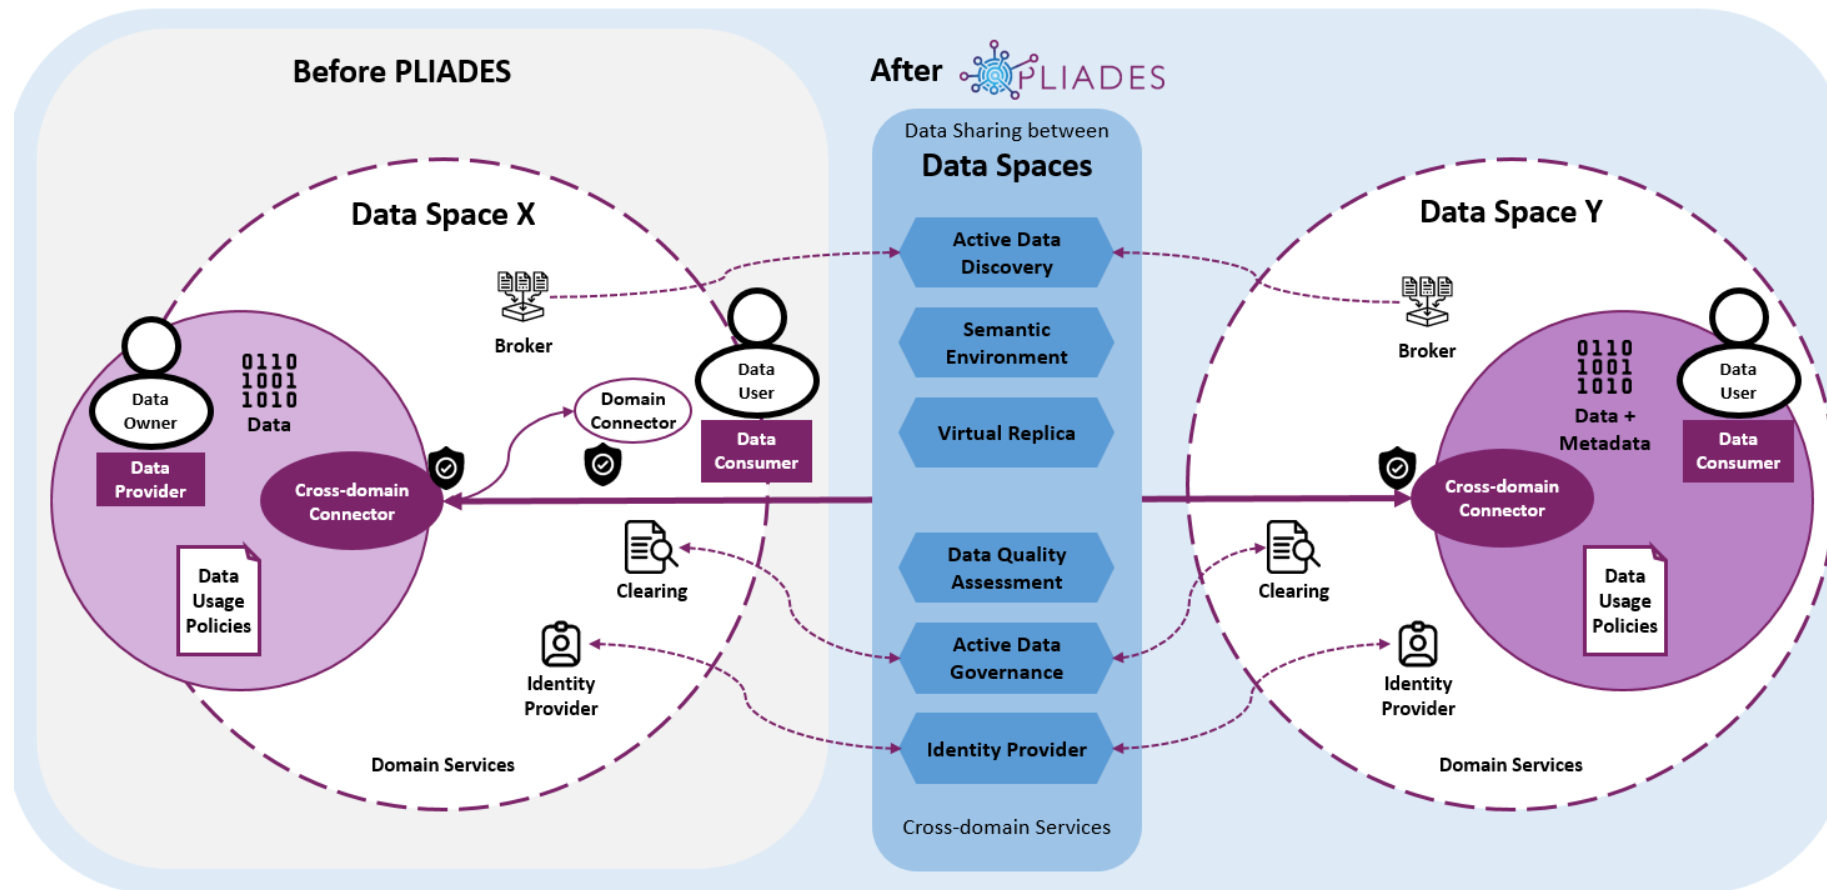 Before PLIADES
After PLIADES
Data Sharing between
Data Spaces
Data Space X
Broker
Data
Owner
Data
Provider
0110
1001
1010
Data
Domain
Connector
Data
User
Data
Consumer
Cross-domain
Connector
Data
Usage
Policies
Clearing
Identity
Provider
Domain Services
Active Data
Discovery
Semantic
Environment
Virtual Replica
Data Quality
Assessment
Active Data
Governance
Identity Provider
Cross-domain Services
Data Space Y
Broker
0110
1001
1010
Data +
Metadata
Data
User
Data
Consumer
Cross-domain
Connector
Data
Usage
Policies
Clearing
Identity
Provider
Domain Services